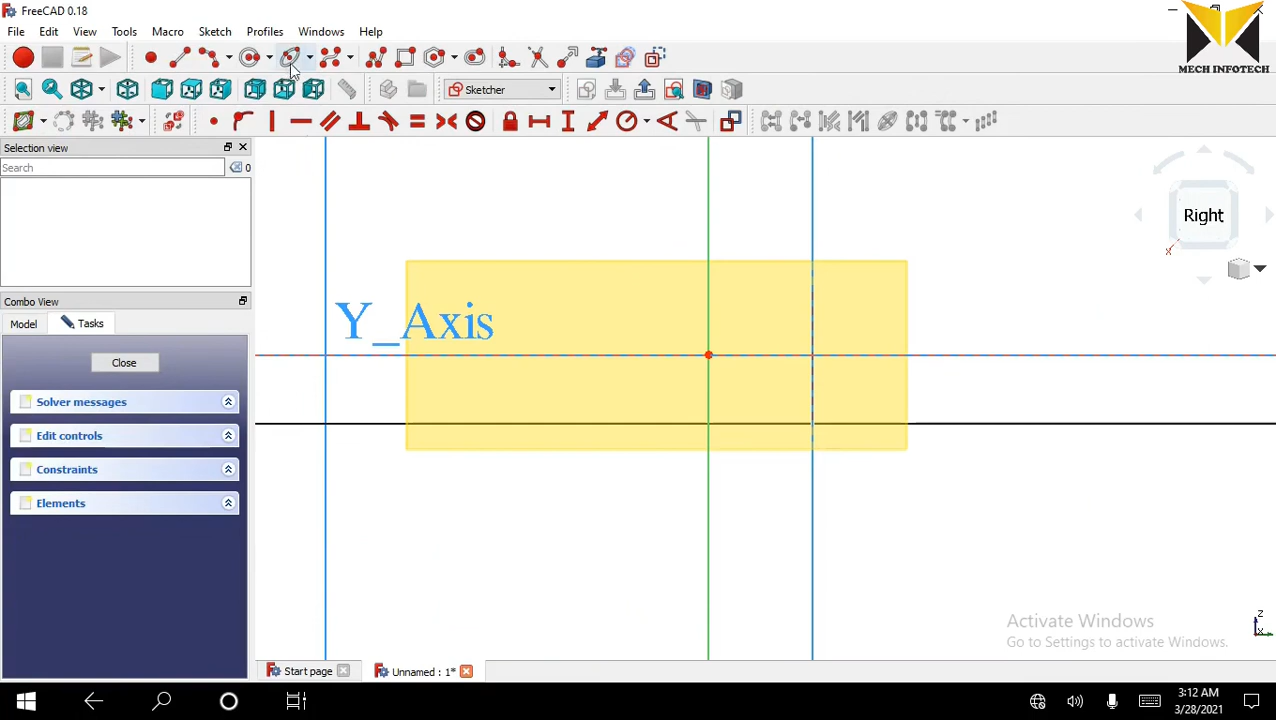 FreeCAD 0.18
File Edit View Tools Macro Sketch Profiles Windows Help
MECH INFOTECH
Sketcher
Selection view
Search
0
Right
x
Y_Axis
Combo View
Model Tasks
Close
Solver messages
Edit controls
Constraints
Elements
Activate Windows
Go to Settings to activate Windows.
z
x
Start page
Unnamed : 1*
3:12 AM
3/28/2021